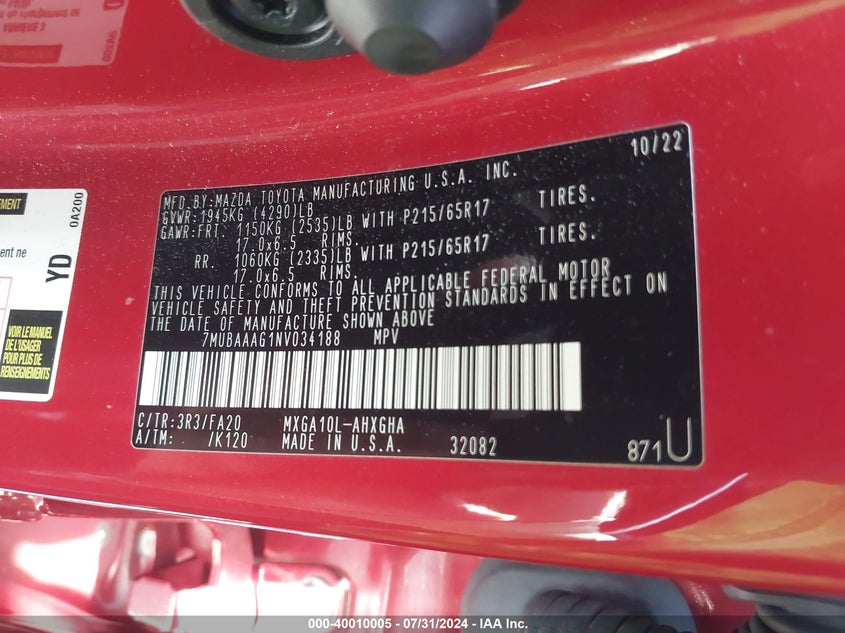 10/22
MFD.BY:MAZDA TOYOTA MANUFACTURING U.S.A. INC.
GVWR:1945KG (4290)LB
GAWR:FRT. 1150KG (2535)LB WITH P215/65R17 TIRES.
17.0x6.5 RIMS.
RR. 1060KG (2335)LB WITH P215/65R17 TIRES.
17.0x6.5 RIMS.
THIS VEHICLE CONFORMS TO ALL APPLICABLE FEDERAL MOTOR
VEHICLE SAFETY AND THEFT PREVENTION STANDARDS IN EFFECT ON
THE DATE OF MANUFACTURE SHOWN ABOVE
7MUBAAAG1NV034188 MPV
C/TR:3R3/FA20 MXGA10L-AHXGHA
A/TM: /K120 MADE IN U.S.A. 32082 871U
0A200
ent ne
YD
VOIR LE MANUEL
DE L'USAGER
POUR PLUS DE
RENSEIGNEMENTS
000-40010005 / 07/31/2024 - IAA Inc.